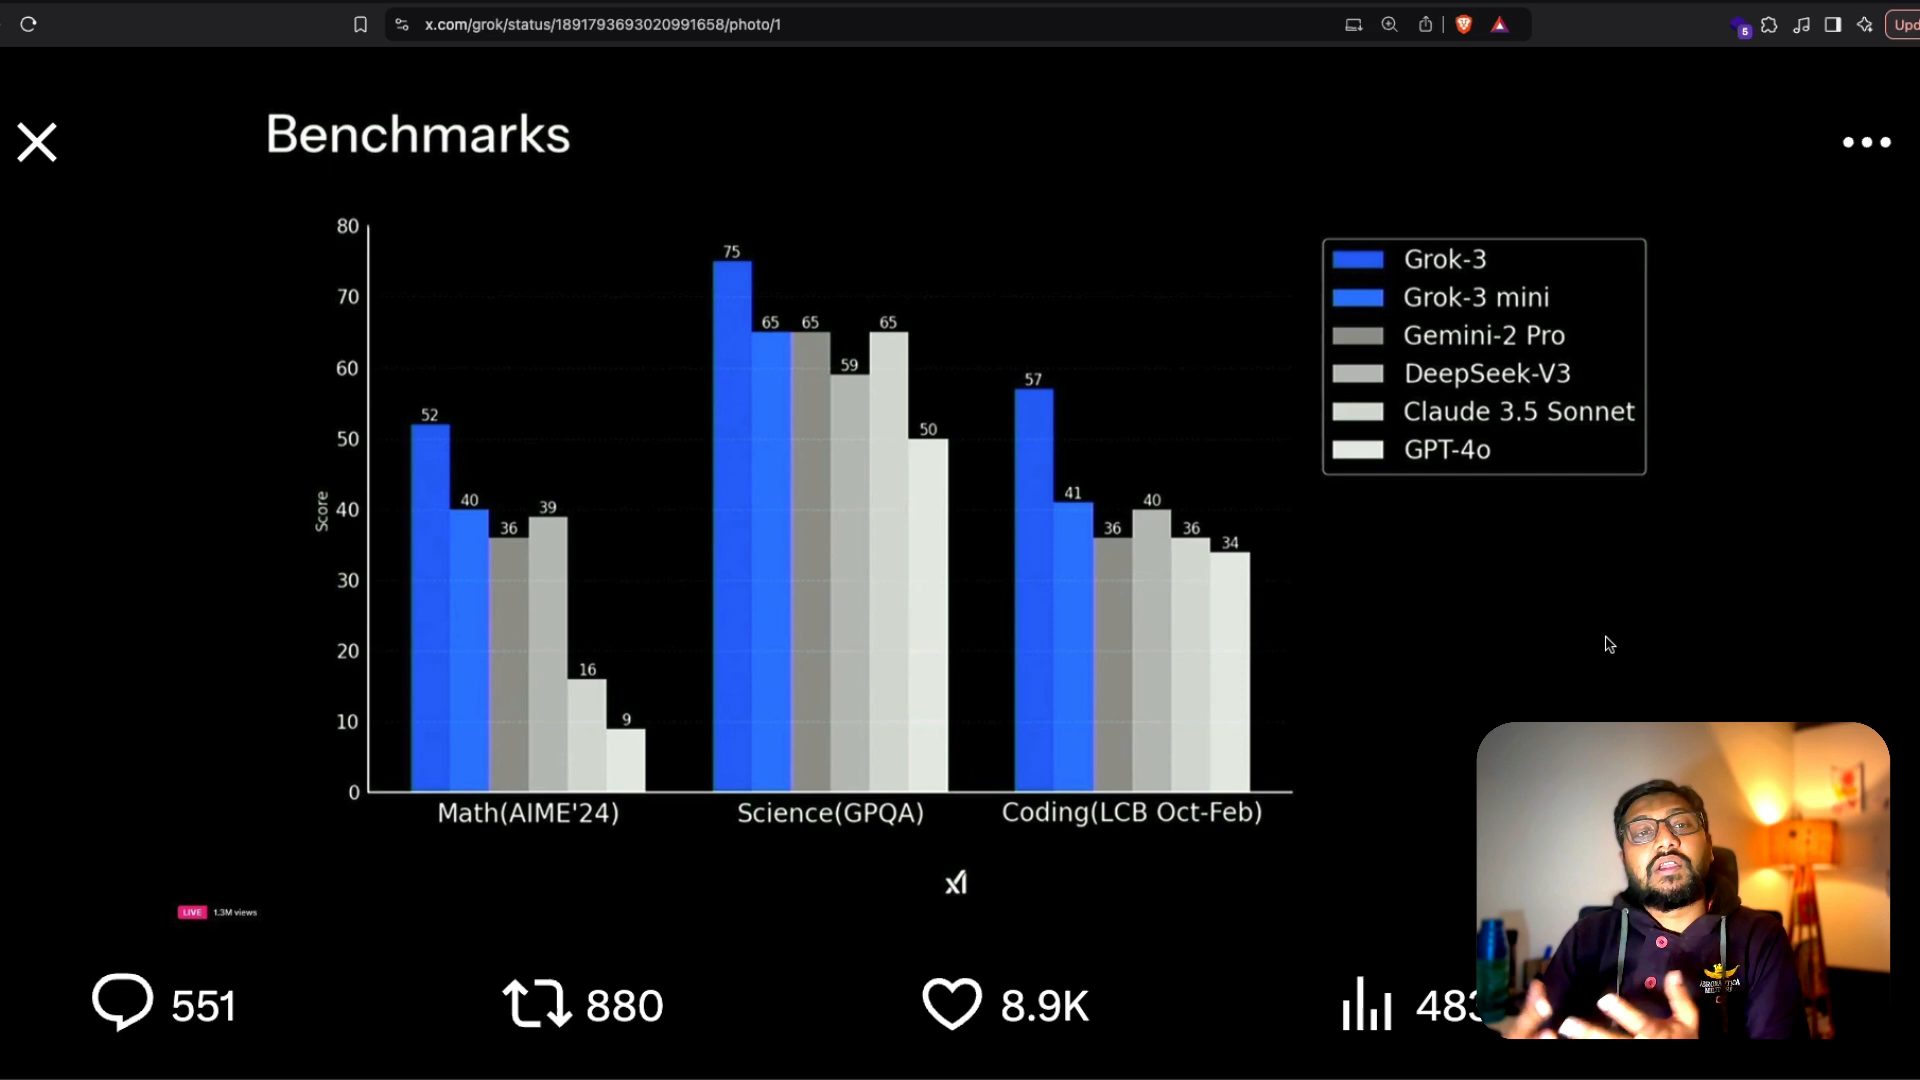 x.com/grok/status/1891793693020991658/photo/1
5
Benchmarks
80
70
60
50
40
30
20
10
0
Score
52
40
36
39
16
9
75
65
65
59
65
50
57
41
36
40
36
34
Math(AIME'24)
Science(GPQA)
Coding(LCB Oct-Feb)
Grok-3
Grok-3 mini
Gemini-2 Pro
DeepSeek-V3
Claude 3.5 Sonnet
GPT-4o
xI
LIVE 1.3M views
551
880
8.9K